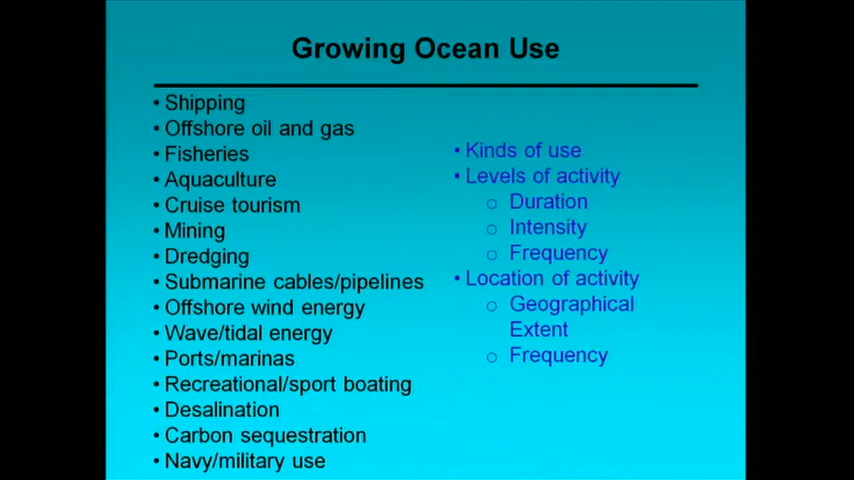 Growing Ocean Use
• Shipping
• Offshore oil and gas
• Fisheries
• Aquaculture
• Cruise tourism
• Mining
• Dredging
• Submarine cables/pipelines
• Offshore wind energy
• Wave/tidal energy
• Ports/marinas
• Recreational/sport boating
• Desalination
• Carbon sequestration
• Navy/military use
• Kinds of use
• Levels of activity
o Duration
o Intensity
o Frequency
• Location of activity
o Geographical
Extent
o Frequency